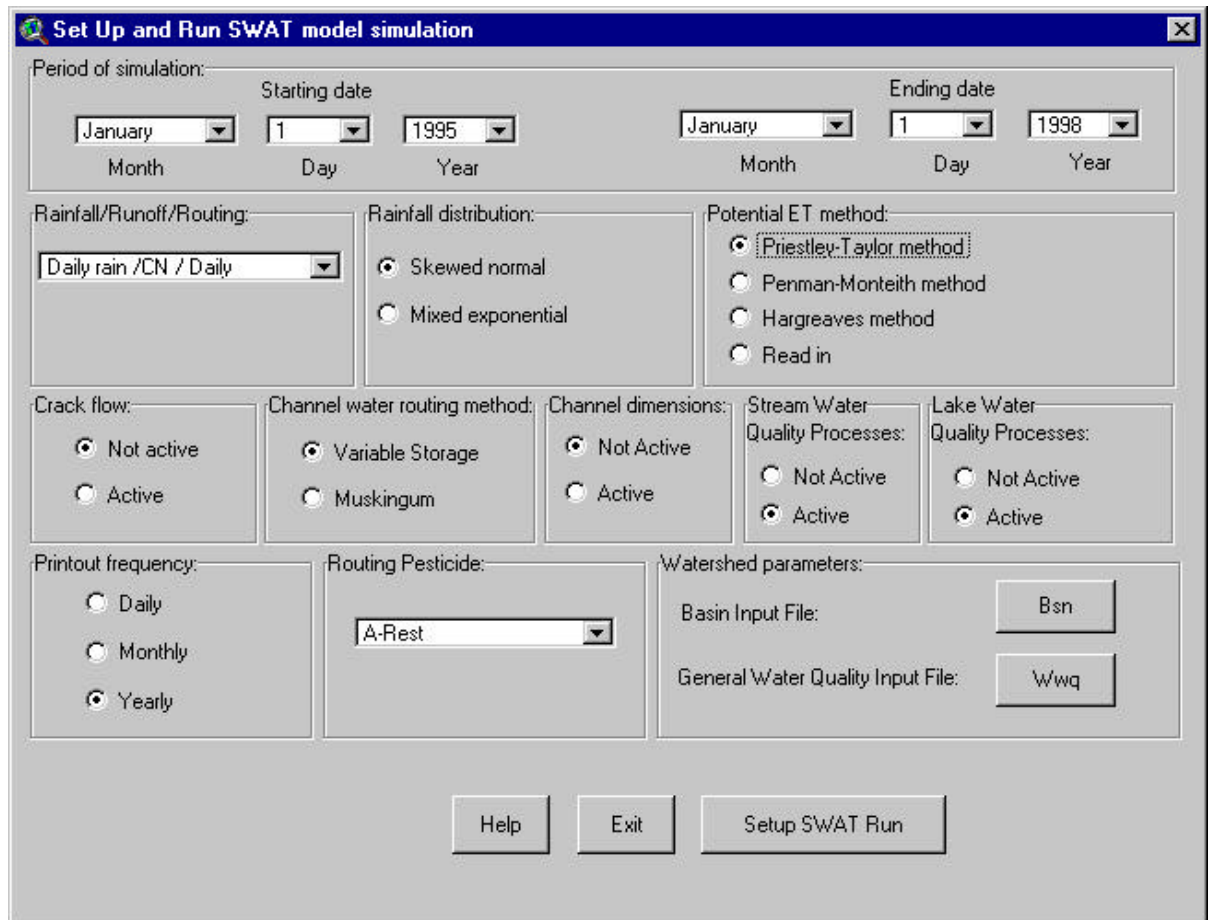 Set Up and Run SWAT model simulation
Period of simulation:
Starting date
Ending date
January 1 1995 January 1 1998
Month Day Year Month Day Year
Rainfall/Runoff/Routing:
Daily rain /CN / Daily
Rainfall distribution:
Skewed normal
Mixed exponential
Potential ET method:
Priestley-Taylor method
Penman-Monteith method
Hargreaves method
Read in
Crack flow:
Not active
Active
Channel water routing method:
Variable Storage
Muskingum
Channel dimensions:
Not Active
Active
Stream Water
Quality Processes:
Not Active
Active
Lake Water
Quality Processes:
Not Active
Active
Printout frequency:
Daily
Monthly
Yearly
Routing Pesticide:
A-Rest
Watershed parameters:
Basin Input File: Bsn
General Water Quality Input File: Wwq
Help Exit Setup SWAT Run